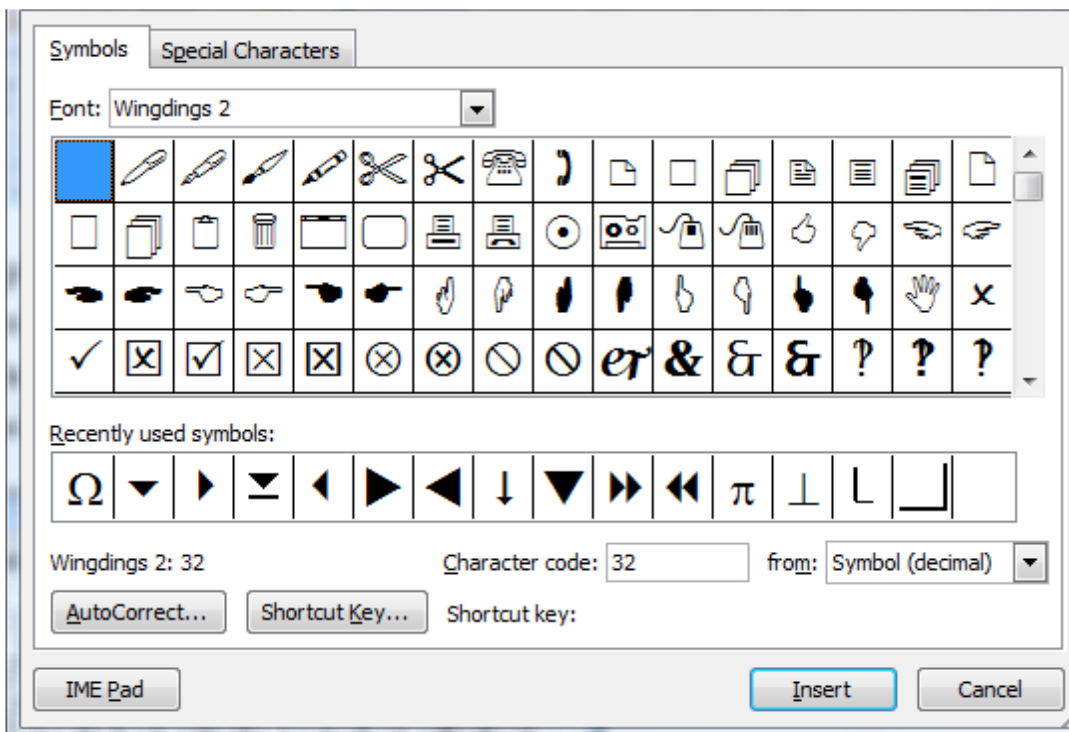 Symbols Special Characters
Font: Wingdings 2
& & & &
Recently used symbols:
Ω π ⊥
Wingdings 2: 32 Character code: 32 from: Symbol (decimal)
AutoCorrect... Shortcut Key... Shortcut key:
IME Pad Insert Cancel